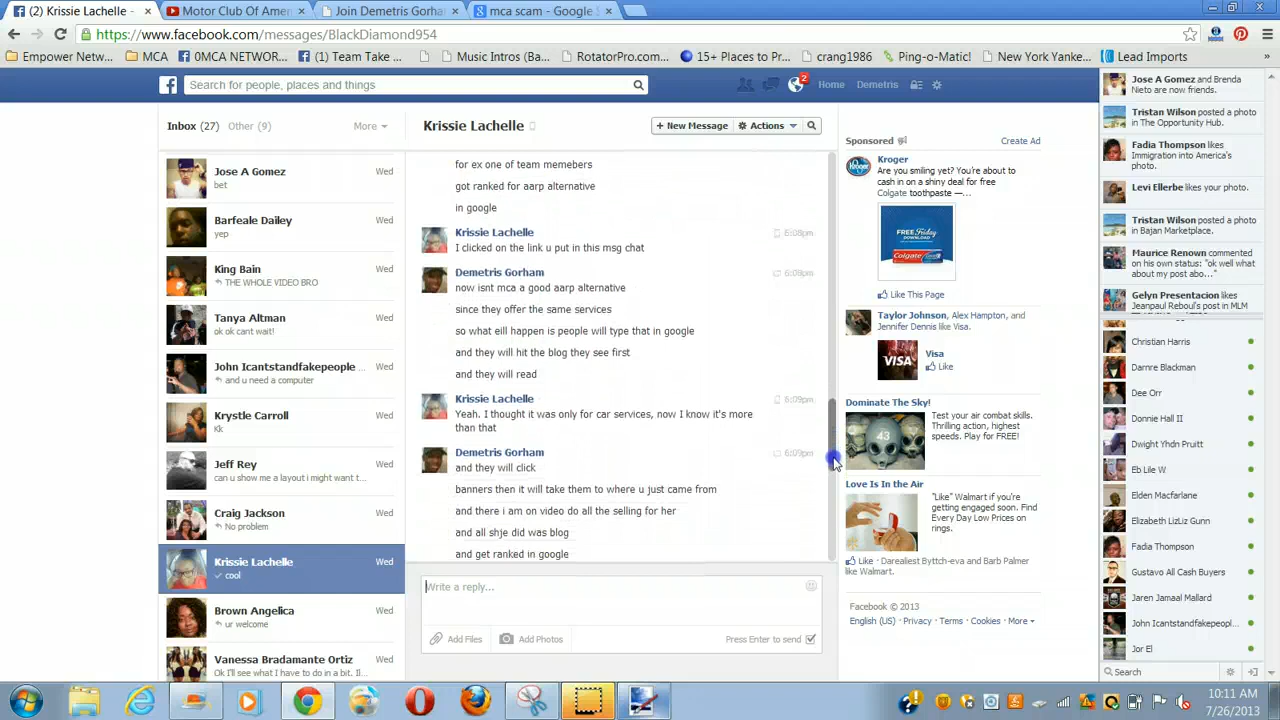 (2) Krissie Lachelle -
Motor Club Of Amer
Join Demetris Gorha
mca scam - Google S
https://www.facebook.com/messages/BlackDiamond954
Empower Networ...
MCA
0MCA NETWOR...
(1) Team Take ...
Music Intros (Ba...
RotatorPro.com...
15+ Places to Pr...
crang1986
Ping-o-Matic!
New York Yanke...
Lead Imports
»
Search for people, places and things
2
Home
Demetris
Inbox (27)
Other (9)
More
Jose A Gomez
Wed
bet
Barfeale Dailey
Wed
yep
King Bain
Wed
THE WHOLE VIDEO BRO
Tanya Altman
Wed
ok ok cant wait!
John Icantstandfakepeople ...
Wed
and u need a computer
Krystle Carroll
Wed
Kk
Jeff Rey
Wed
can u show me a layout i might want t...
Craig Jackson
Wed
No problem
Krissie Lachelle
Wed
cool
Brown Angelica
Wed
ur welcome
Vanessa Bradamante Ortiz
Wed
Ok I'll see what I have to do in a bit. Il...
Krissie Lachelle
+ New Message
Actions
for ex one of team memebers
got ranked for aarp alternative
in google
Krissie Lachelle
6:08pm
I clicked on the link u put in this msg chat
Demetris Gorham
6:08pm
now isnt mca a good aarp alternative
since they offer the same services
so what eill happen is people will type that in google
and they will hit the blog they see first
and they will read
Krissie Lachelle
6:09pm
Yeah. I thought it was only for car services, now I know it's more
than that
Demetris Gorham
6:09pm
and they will click
banners then it will take them to where u just came from
and there i am on video do all the selling for her
and all shje did was blog
and get ranked in google
Write a reply...
Add Files
Add Photos
Press Enter to send
Sponsored
Create Ad
Kroger
Are you smiling yet? You're about to
cash in on a shiny deal for free
Colgate toothpaste —...
FREE Friday
DOWNLOAD
Colgate
Like This Page
Taylor Johnson, Alex Hampton, and
Jennifer Dennis like Visa.
VISA
Visa
Like
Dominate The Sky!
43
Test your air combat skills.
Thrilling action, highest
speeds. Play for FREE!
Love Is In the Air
"Like" Walmart if you're
getting engaged soon. Find
Every Day Low Prices on
rings.
Like · Darealiest Byttch-eva and Barb Palmer
like Walmart.
Facebook © 2013
English (US) · Privacy · Terms · Cookies · More
Jose A Gomez and Brenda
Nieto are now friends.
Tristan Wilson posted a photo
in The Opportunity Hub.
Fadia Thompson likes
Immigration into America's
photo.
Levi Ellerbe likes your photo.
Tristan Wilson posted a photo
in Bajan Marketplace.
Maurice Renown commented
on his own status: "ok well what
about my post abo..."
Gelyn Presentacion likes
Jearpaul Reboul's post in MLM
Christian Harris
Damre Blackman
Dee Orr
Donnie Hall II
Dwight Yhdn Pruitt
Eb Lile W
Elden Macfarlane
Elizabeth LizLiz Gunn
Fadia Thompson
Gustavo All Cash Buyers
Jaren Jamaal Mallard
John Icantstandfakepeopl...
Jor El
Search
10:11 AM
7/26/2013